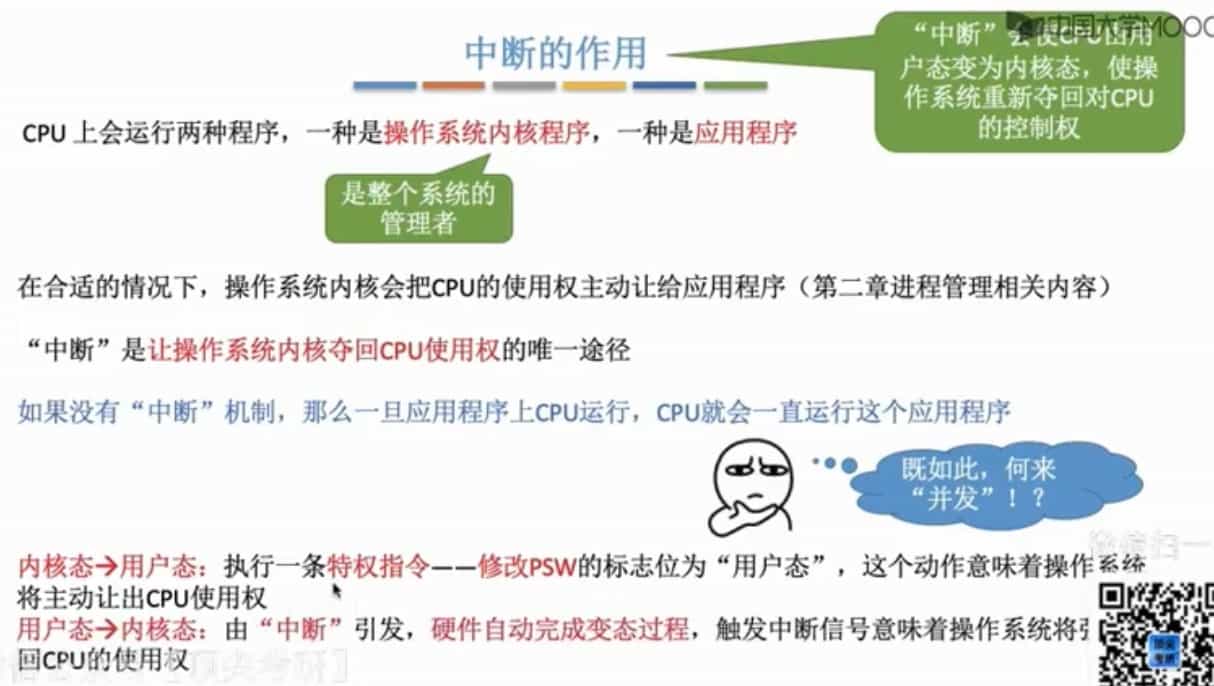 中国大学MOOC
中断的作用
“中断”会使CPU由用
户态变为内核态，使操
作系统重新夺回对CPU
的控制权
CPU 上会运行两种程序，一种是操作系统内核程序，一种是应用程序
是整个系统的
管理者
在合适的情况下，操作系统内核会把CPU的使用权主动让给应用程序（第二章进程管理相关内容）
“中断”是让操作系统内核夺回CPU使用权的唯一途径
如果没有“中断”机制，那么一旦应用程序上CPU运行，CPU就会一直运行这个应用程序
既如此，何来
“并发”！？
内核态→用户态：执行一条特权指令——修改PSW的标志位为“用户态”，这个动作意味着操作系统
将主动让出CPU使用权
用户态→内核态：由“中断”引发，硬件自动完成变态过程，触发中断信号意味着操作系统将强
回CPU的使用权